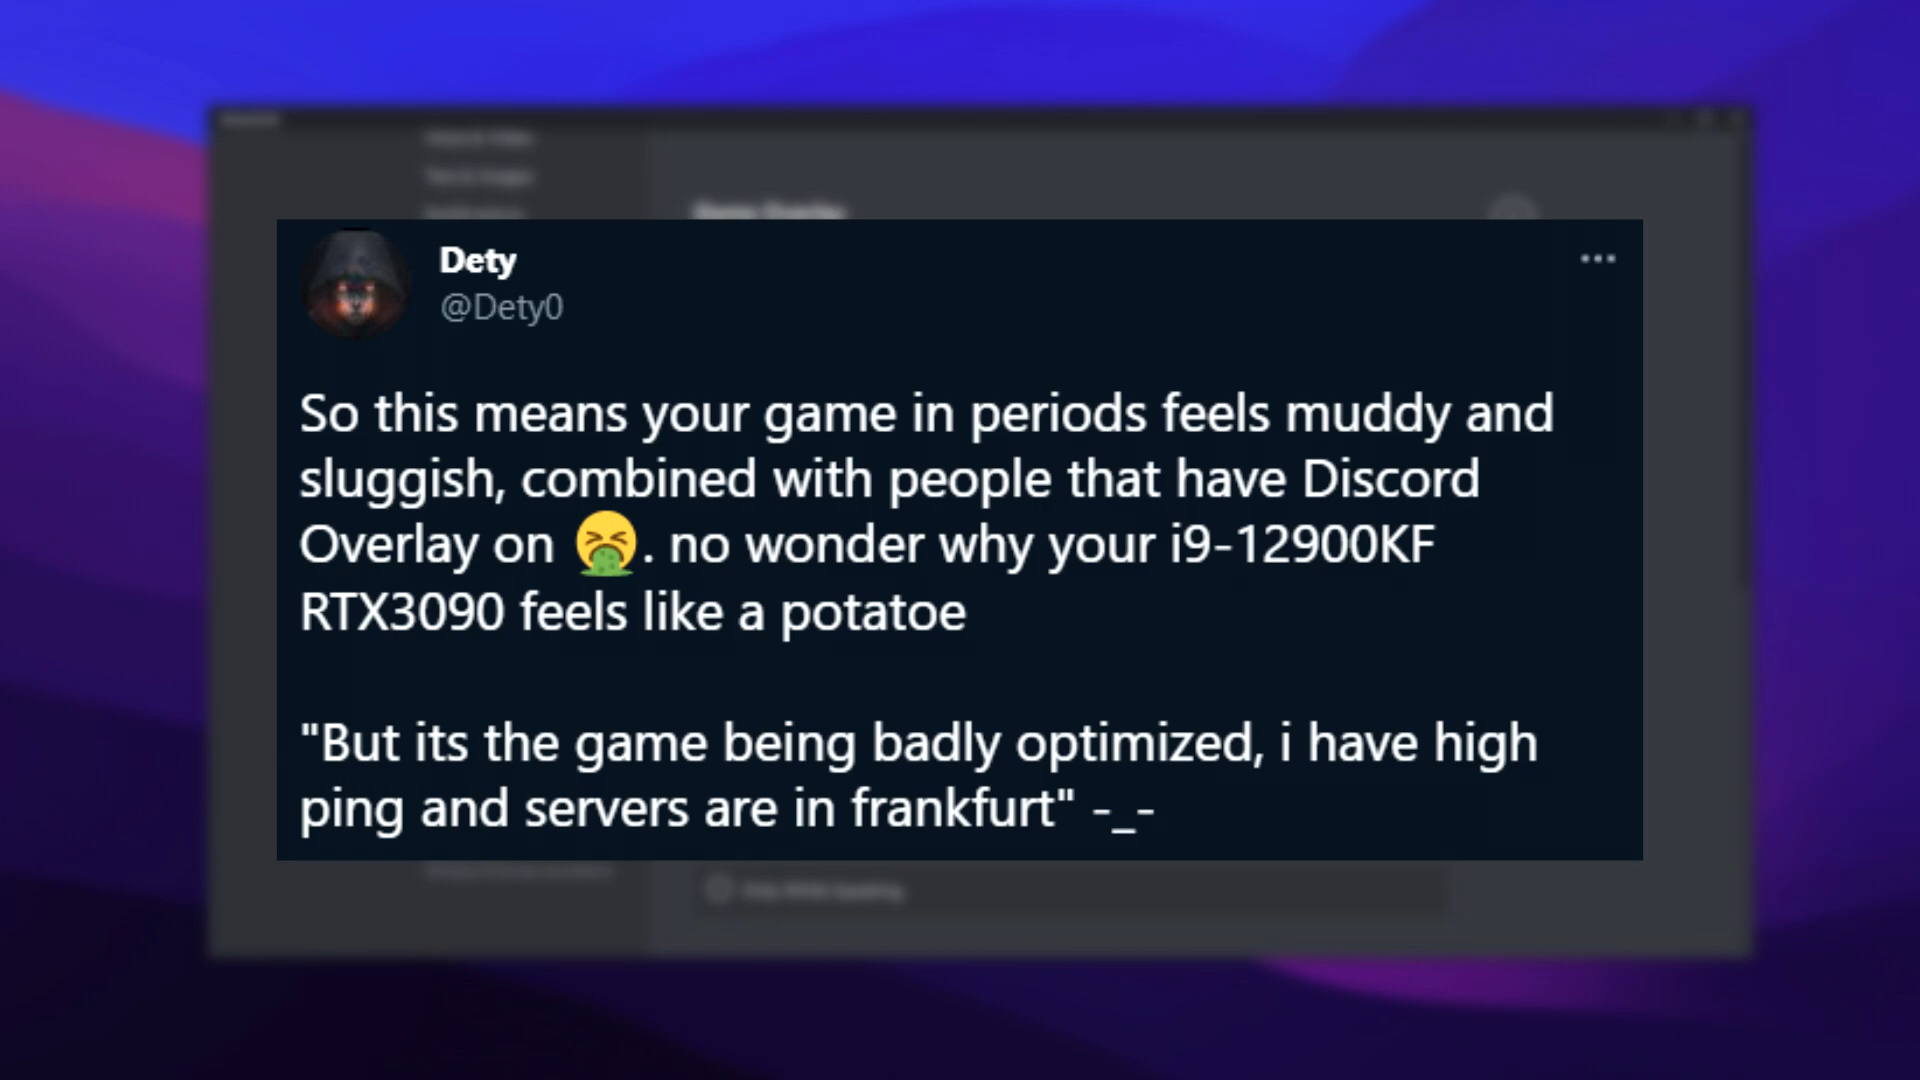 Dety
@Dety0
So this means your game in periods feels muddy and
sluggish, combined with people that have Discord
Overlay on 🤮. no wonder why your i9-12900KF
RTX3090 feels like a potatoe
"But its the game being badly optimized, i have high
ping and servers are in frankfurt" -_-